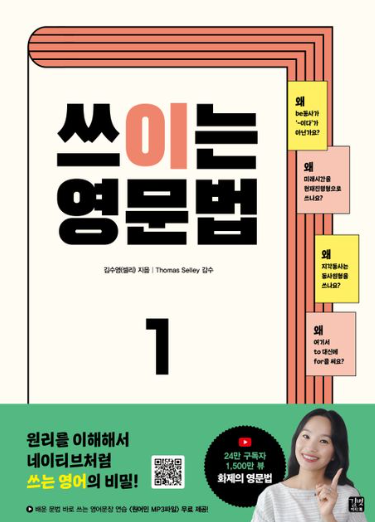 쓰이는
영문법
왜
be동사가
'~이다'가
아닌가요?
왜
미래시간을
현재진행형으로
쓰나요?
왜
지각동사는
동사원형을
쓰나요?
왜
여기서
to 대신에
for를 써요?
김수영(샐리) 지음 | Thomas Selley 감수
1
원리를 이해해서
네이티브처럼
쓰는 영어의 비밀!
24만 구독자
1,500만 뷰
화제의 영문법
배운 문법 바로 쓰는 영어문장 연습 (원어민 MP3파일) 무료 제공!
길벗
이지톡